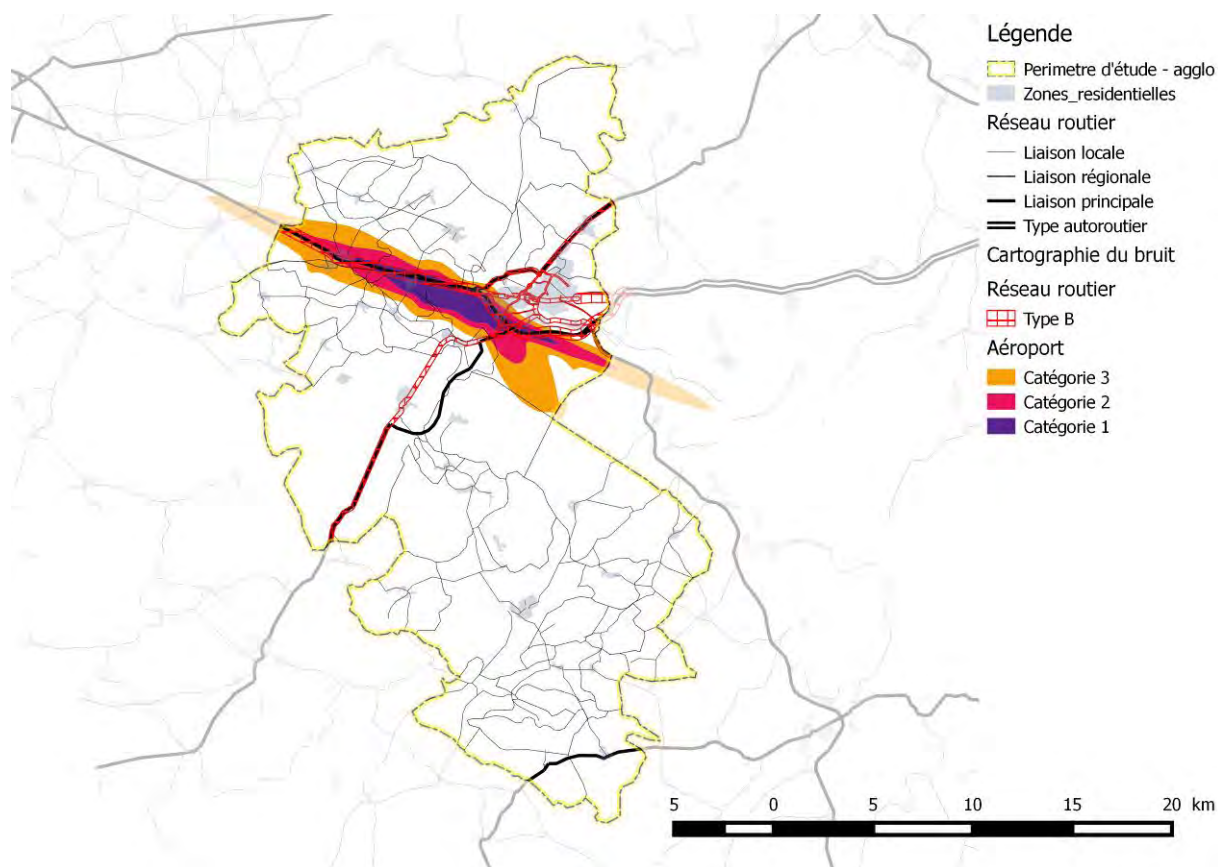 Légende
Perimetre d'étude - agglo
Zones_residentielles
Réseau routier
Liaison locale
Liaison régionale
Liaison principale
Type autoroutier
Cartographie du bruit
Réseau routier
Type B
Aéroport
Catégorie 3
Catégorie 2
Catégorie 1
5 0 5 10 15 20 km